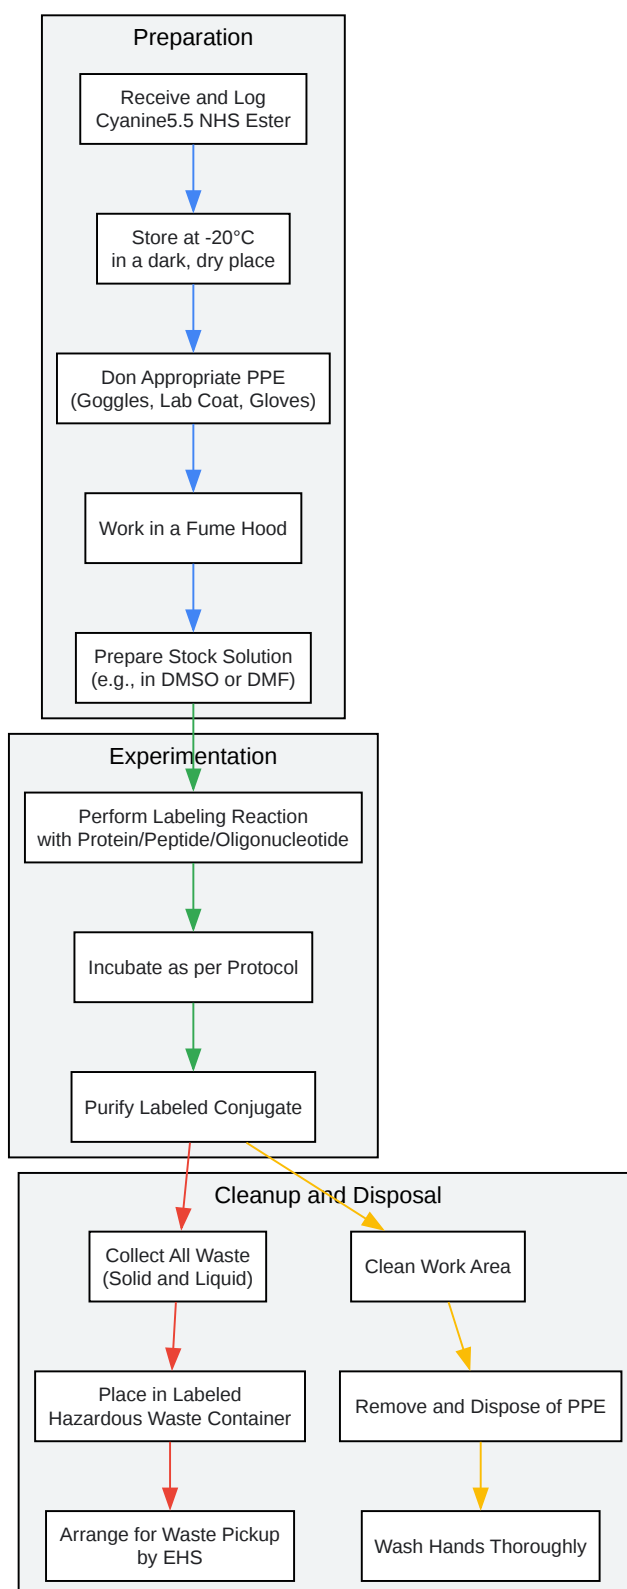 Preparation
Receive and Log
Cyanine5.5 NHS Ester
Store at -20°C
in a dark, dry place
Don Appropriate PPE
(Goggles, Lab Coat, Gloves)
Work in a Fume Hood
Prepare Stock Solution
(e.g., in DMSO or DMF)
Experimentation
Perform Labeling Reaction
with Protein/Peptide/Oligonucleotide
Incubate as per Protocol
Purify Labeled Conjugate
Cleanup and Disposal
Collect All Waste
(Solid and Liquid)
Place in Labeled
Hazardous Waste Container
Arrange for Waste Pickup
by EHS
Clean Work Area
Remove and Dispose of PPE
Wash Hands Thoroughly